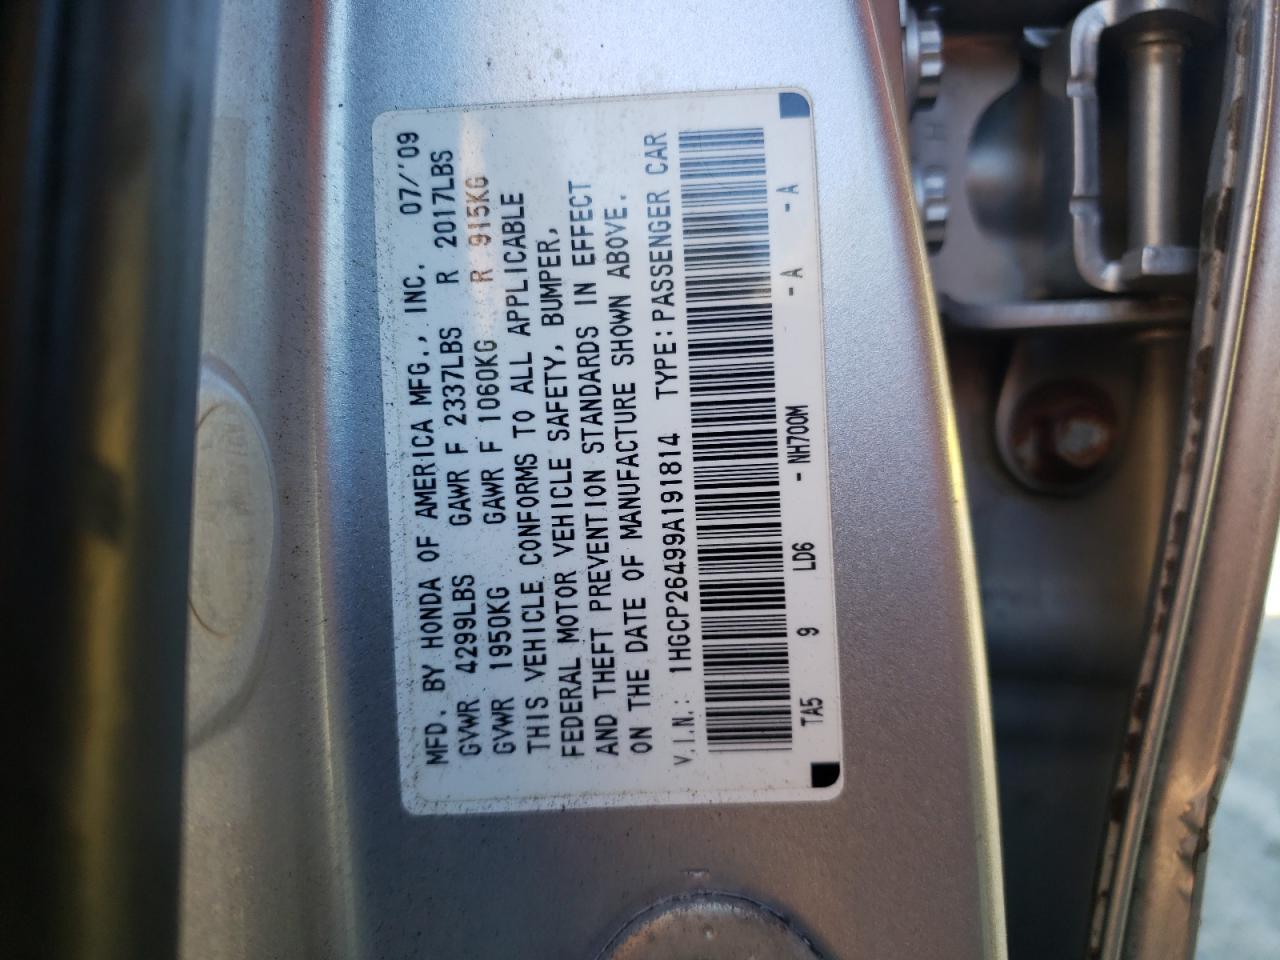 MFD. BY HONDA OF AMERICA MFG., INC. 07/'09
GVWR 4299LBS GAWR F 2337LBS R 2017LBS
GVWR 1950KG GAWR F 1060KG R 915KG
THIS VEHICLE CONFORMS TO ALL APPLICABLE
FEDERAL MOTOR VEHICLE SAFETY, BUMPER,
AND THEFT PREVENTION STANDARDS IN EFFECT
ON THE DATE OF MANUFACTURE SHOWN ABOVE.
V.I.N.: 1HGCP26499A191814 TYPE:PASSENGER CAR
TA5 9 LD6 -NH700M -A -A